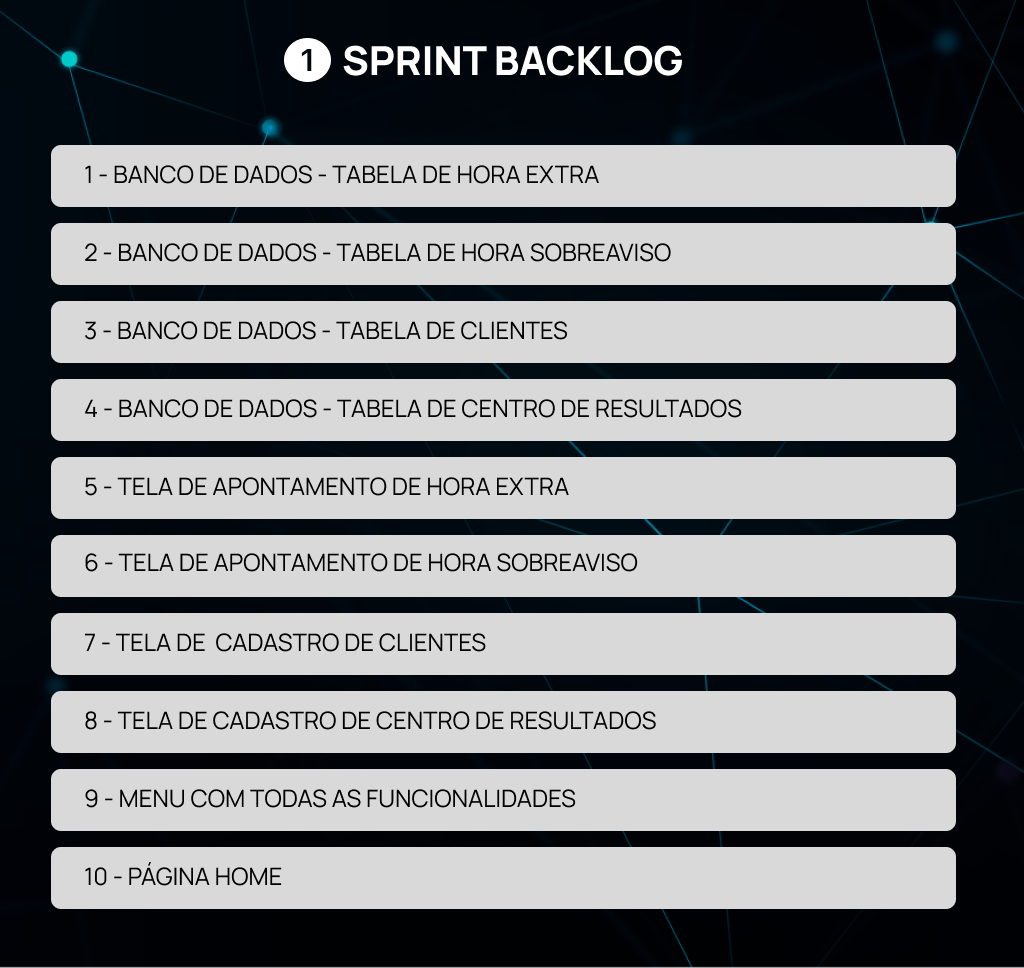 1 SPRINT BACKLOG
1 - BANCO DE DADOS - TABELA DE HORA EXTRA
2 - BANCO DE DADOS - TABELA DE HORA SOBREAVISO
3 - BANCO DE DADOS - TABELA DE CLIENTES
4 - BANCO DE DADOS - TABELA DE CENTRO DE RESULTADOS
5 - TELA DE APONTAMENTO DE HORA EXTRA
6 - TELA DE APONTAMENTO DE HORA SOBREAVISO
7 - TELA DE  CADASTRO DE CLIENTES
8 - TELA DE CADASTRO DE CENTRO DE RESULTADOS
9 - MENU COM TODAS AS FUNCIONALIDADES
10 - PÁGINA HOME